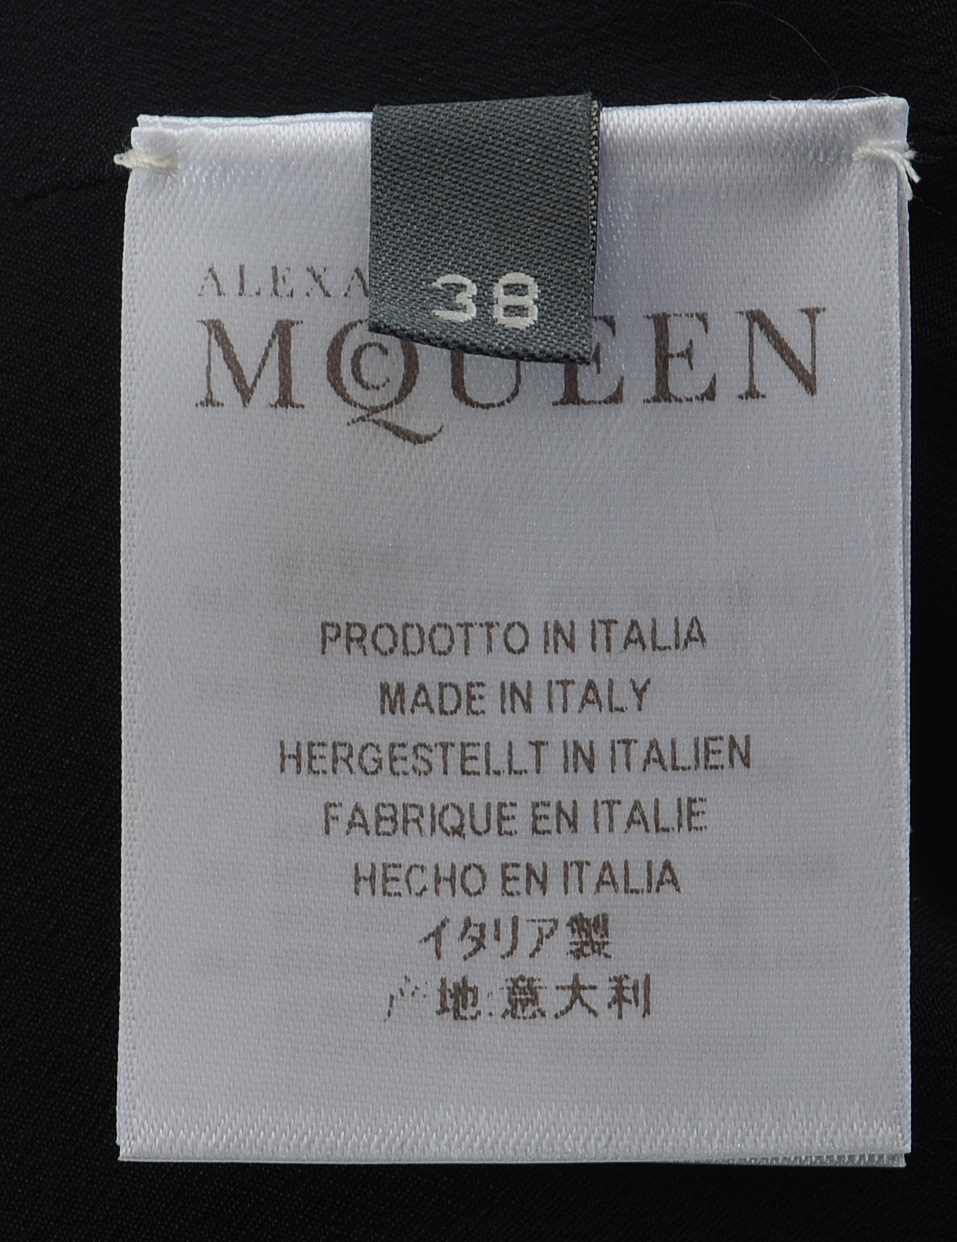 38
ALEXA
McQUEEN
PRODOTTO IN ITALIA
MADE IN ITALY
HERGESTELLT IN ITALIEN
FABRIQUE EN ITALIE
HECHO EN ITALIA
イタリア製
产地:意大利